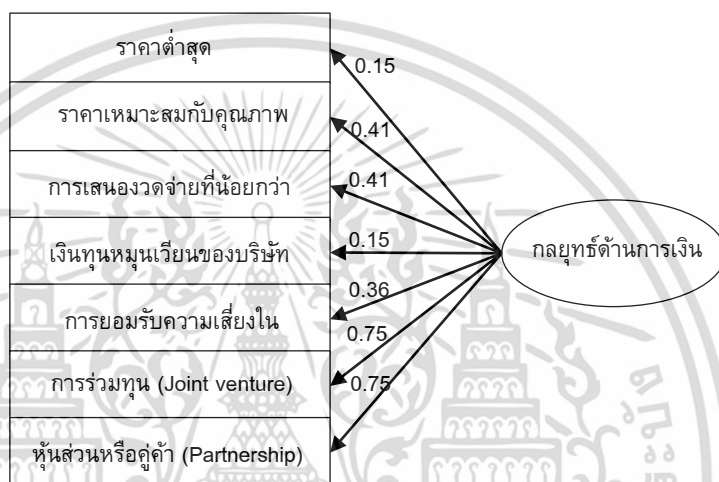 ราคาต่ำสุด
0.15
ราคาเหมาะสมกับคุณภาพ
0.41
การเสนองวดจ่ายที่น้อยกว่า
0.41
เงินทุนหมุนเวียนของบริษัท
0.15
กลยุทธ์ด้านการเงิน
การยอมรับความเสี่ยงใน
0.36
การร่วมทุน (Joint venture)
0.75
หุ้นส่วนหรือคู่ค้า (Partnership)
0.75